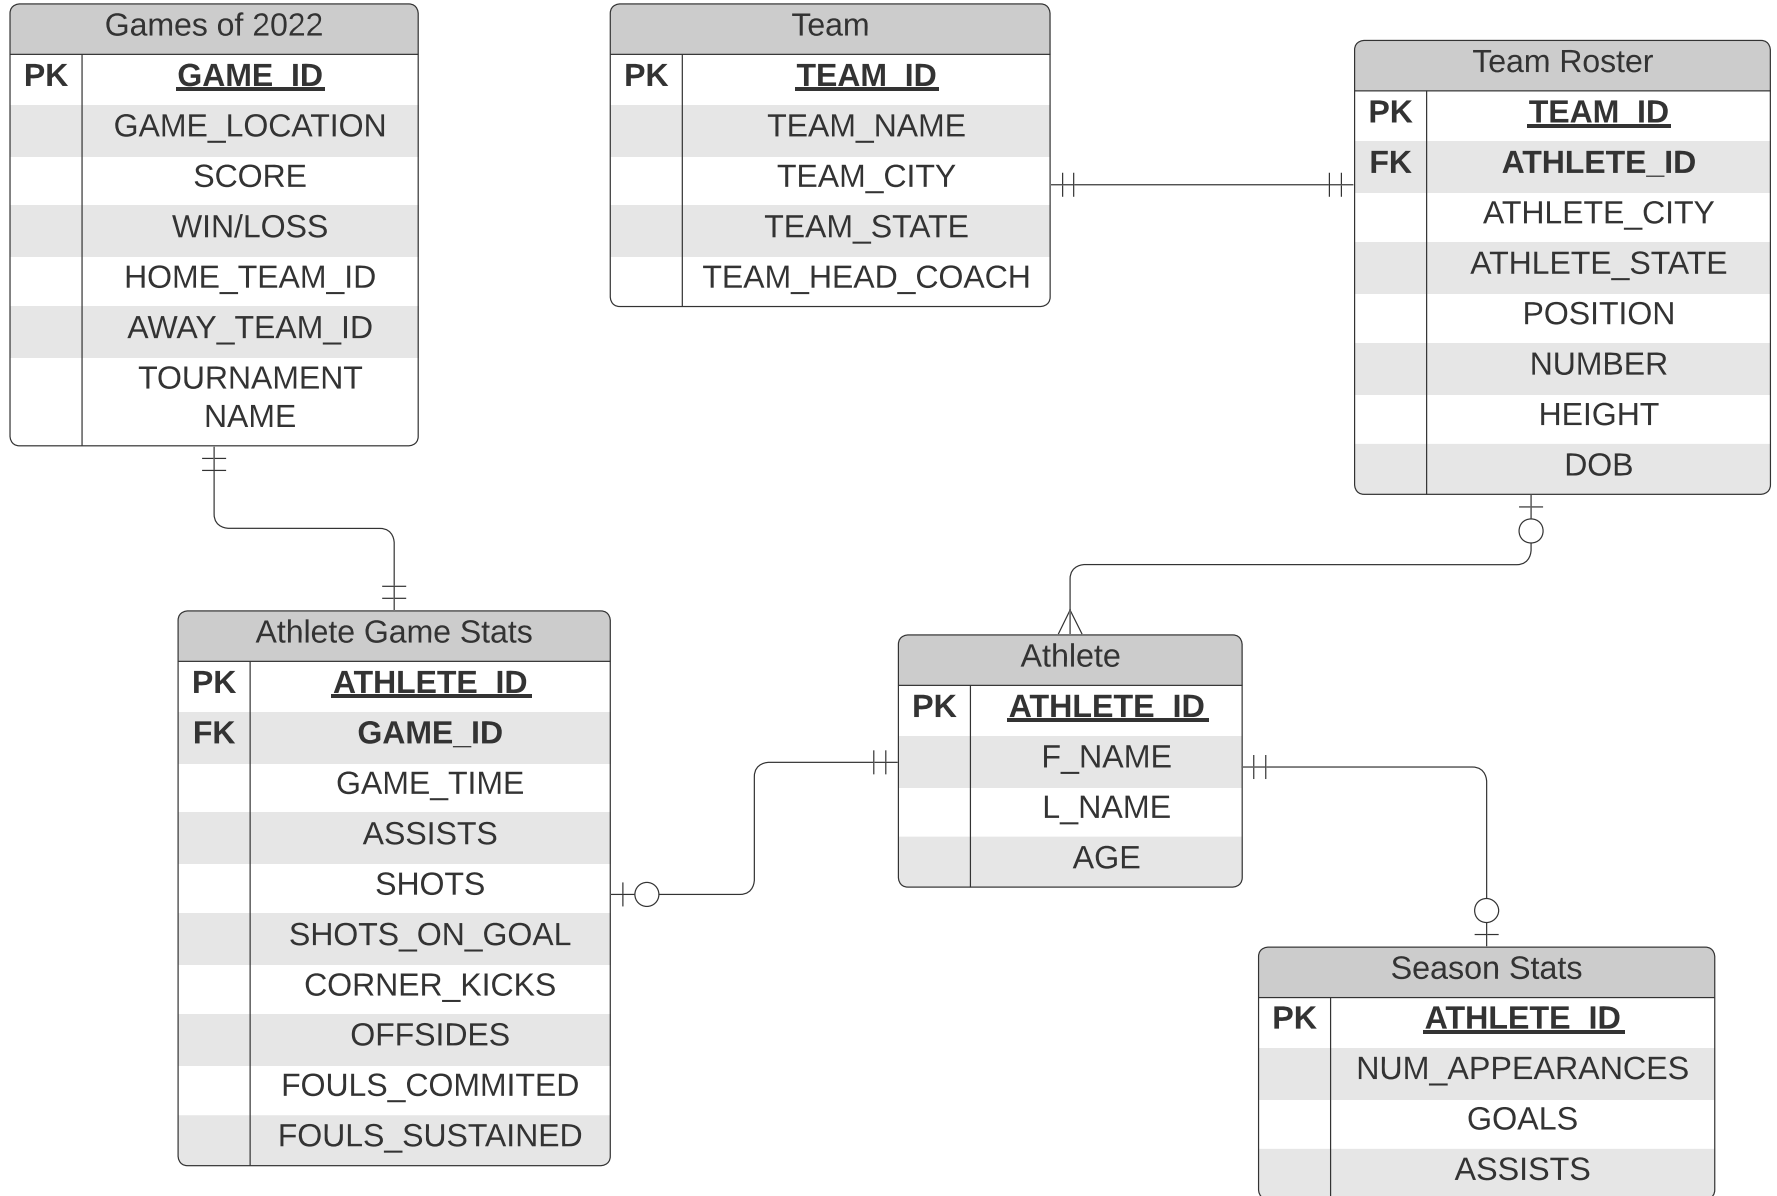 Games of 2022
PK GAME_ID
GAME_LOCATION
SCORE
WIN/LOSS
HOME_TEAM_ID
AWAY_TEAM_ID
TOURNAMENT
NAME
Team
PK TEAM_ID
TEAM_NAME
TEAM_CITY
TEAM_STATE
TEAM_HEAD_COACH
Team Roster
PK TEAM_ID
FK ATHLETE_ID
ATHLETE_CITY
ATHLETE_STATE
POSITION
NUMBER
HEIGHT
DOB
Athlete Game Stats
PK ATHLETE_ID
FK GAME_ID
GAME_TIME
ASSISTS
SHOTS
SHOTS_ON_GOAL
CORNER_KICKS
OFFSIDES
FOULS_COMMITED
FOULS_SUSTAINED
Athlete
PK ATHLETE_ID
F_NAME
L_NAME
AGE
Season Stats
PK ATHLETE_ID
NUM_APPEARANCES
GOALS
ASSISTS